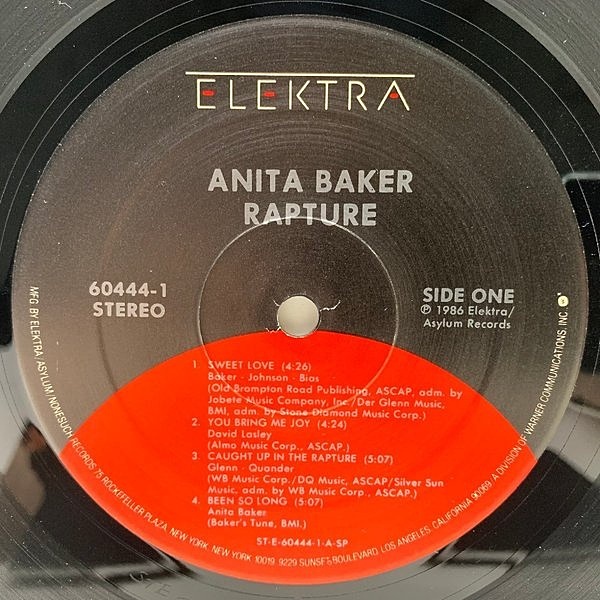 ELEKTRA
ANITA BAKER
RAPTURE
60444-1
STEREO
SIDE ONE
℗ 1986 Elektra/
Asylum Records
1. SWEET LOVE (4:26)
Baker · Johnson · Bias
(Old Brompton Road Publishing, ASCAP, adm. by
Jobete Music Company, Inc./Der Glenn Music,
BMI, adm. by Stone Diamond Music Corp.)
2. YOU BRING ME JOY (4:24)
David Lasley
(Almo Music Corp., ASCAP.)
3. CAUGHT UP IN THE RAPTURE (5:07)
Glenn · Quander
(WB Music Corp./DQ Music, ASCAP/Silver Sun
Music, adm. by WB Music Corp., ASCAP.)
4. BEEN SO LONG (5:07)
Anita Baker
(Baker's Tune, BMI.)
ST-E-60444-1-A-SP
MFG. BY ELEKTRA/ASYLUM/NONESUCH RECORDS 75 ROCKEFELLER PLAZA, NEW YORK, NEW YORK 10019. 9229 SUNSET BOULEVARD, LOS ANGELES, CALIFORNIA 90069. A DIVISION OF WARNER COMMUNICATIONS, INC.